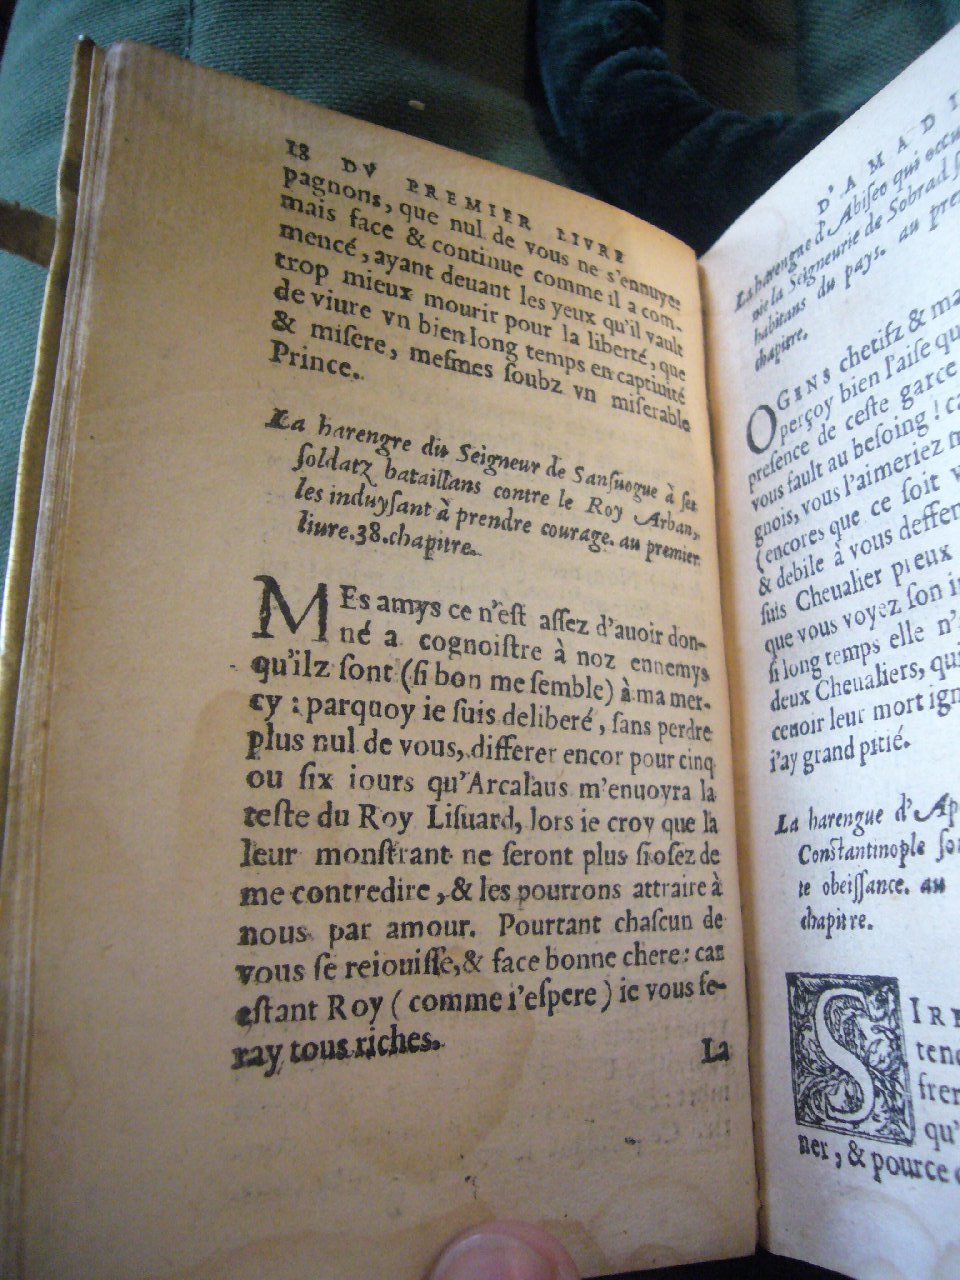 18 DV PREMIER LIVRE
pagnons, que nul de vous ne s'ennuye:
mais face & continue comme il a com-
mencé, ayant deuant les yeux qu'il vault
trop mieux mourir pour la liberté, que
de viure vn bien long temps en captiuité
& miſere, meſmes ſoubz vn miſerable
Prince.
La harengre du Seigneur de Sanſuogue à ſes
ſoldatz bataillans contre le Roy Arban,
les induyſant à prendre courage. au premier
liure.38.chapitre.
MEs amys ce n'eſt aſſez d'auoir don-
né a cognoiſtre à noz ennemys
qu'ilz ſont (ſi bon me ſemble) à ma mer-
cy : parquoy ie ſuis deliberé, ſans perdre
plus nul de vous, differer encor pour cinq
ou ſix iours qu'Arcalaus m'enuoyra la
teſte du Roy Liſuard, lors ie croy que la
leur monſtrant ne ſeront plus ſi oſez de
me contredire, & les pourrons attraire à
nous par amour. Pourtant chaſcun de
vous ſe reiouiſſe, & face bonne chere: car
eſtant Roy (comme i'eſpere) ie vous fe-
ray tous riches.
La
D'AMADI
La harengue d'Abiſeo qui occu
pie la Seigneurie de Sobrad
habitans du pays. au pre
chapitre.
O GENS chetifz & ma
perçoy bien l'aiſe qu
preſence de ceſte garce
vous fault au beſoing ! ca
gnois, vous l'aimeriez m
(encores que ce ſoit v
& debile à vous deffen
ſuis Cheualier pieux
que vous voyez ſon in
ſi long temps elle n'
deux Cheualiers, qui
ceuoir leur mort ign
i'ay grand pitié.
La harengue d'Ap
Conſtantinople ſo
te obeiſſance. au
chapitre.
SIRE
tend
frer
qu'
ner, & pource